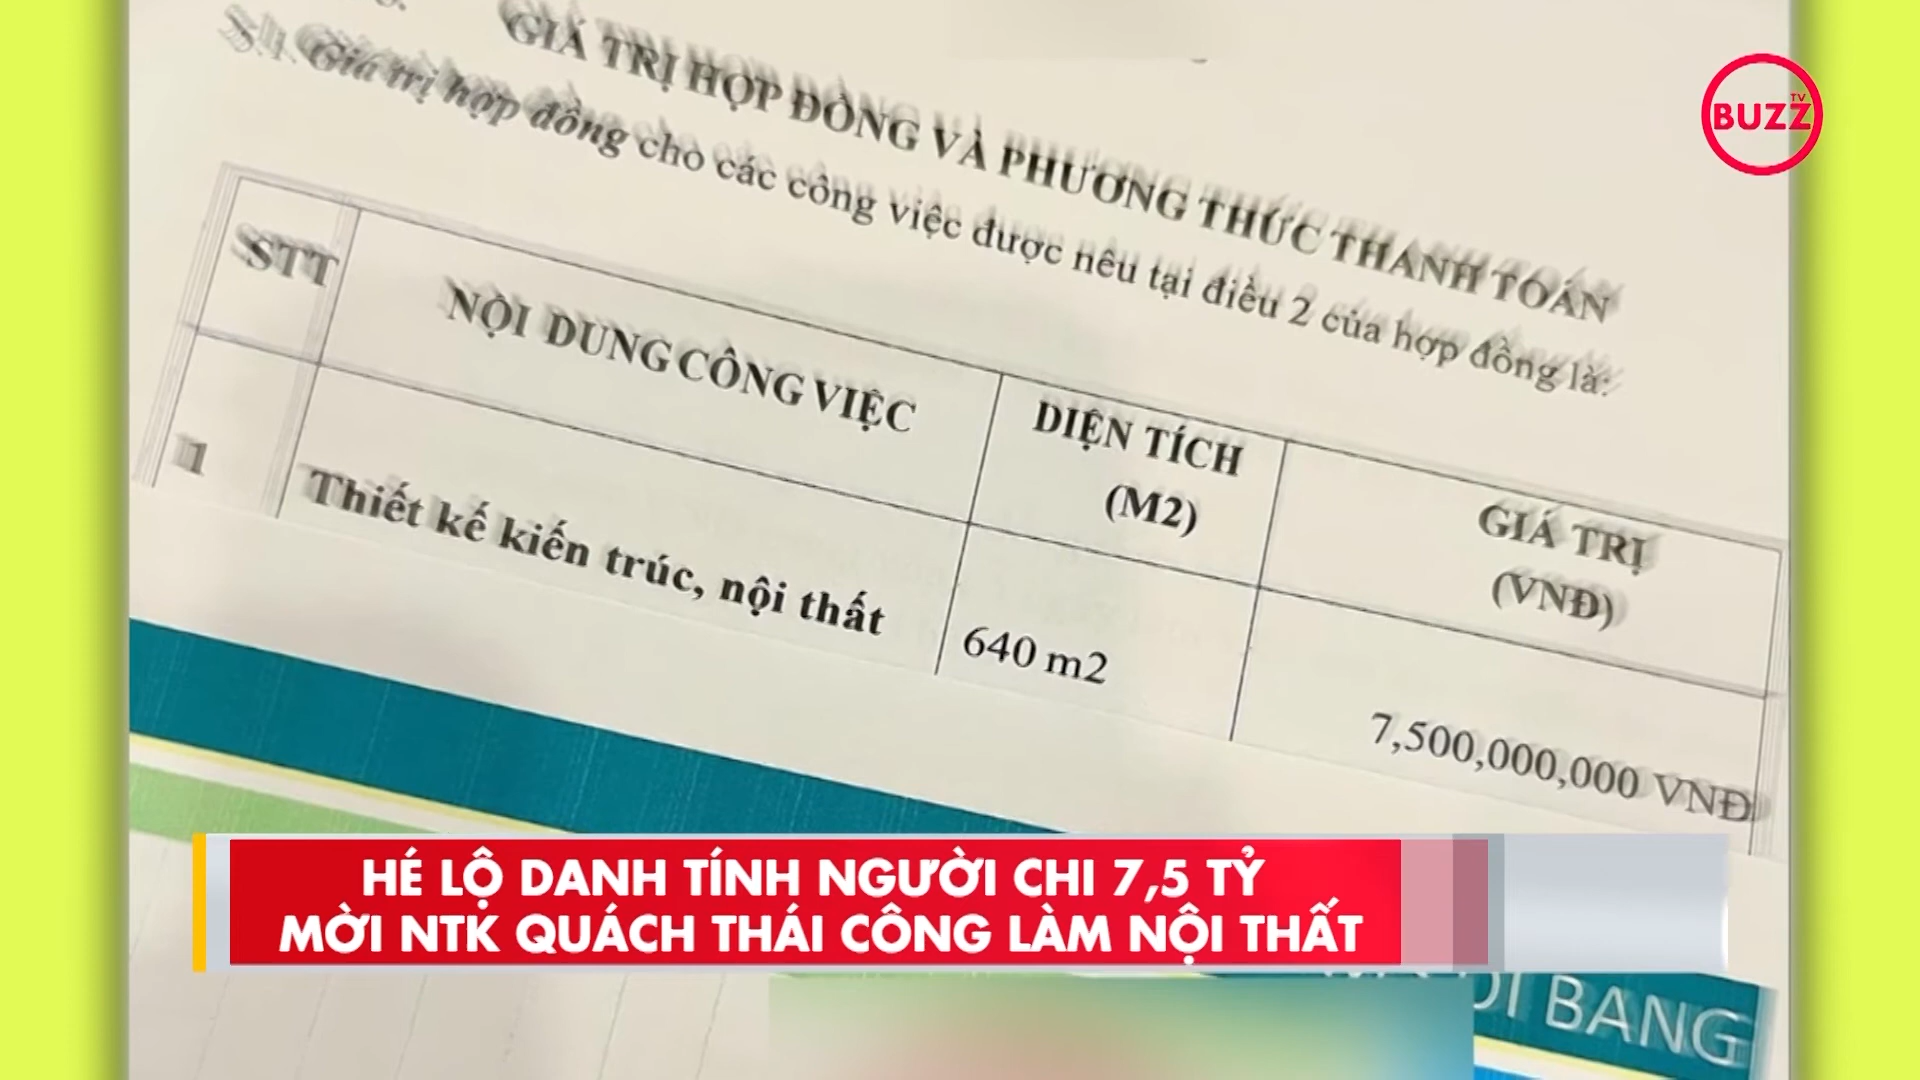 GIÁ TRỊ HỢP ĐỒNG VÀ PHƯƠNG THỨC THANH TOÁN
5.1. Giá trị hợp đồng cho các công việc được nêu tại điều 2 của hợp đồng là:
STT
NỘI DUNG CÔNG VIỆC
DIỆN TÍCH
(M2)
GIÁ TRỊ
(VNĐ)
1
Thiết kế kiến trúc, nội thất
640 m2
7,500,000,000 VNĐ
BUZZ TV
HÉ LỘ DANH TÍNH NGƯỜI CHI 7,5 TỶ
MỜI NTK QUÁCH THÁI CÔNG LÀM NỘI THẤT
BANG